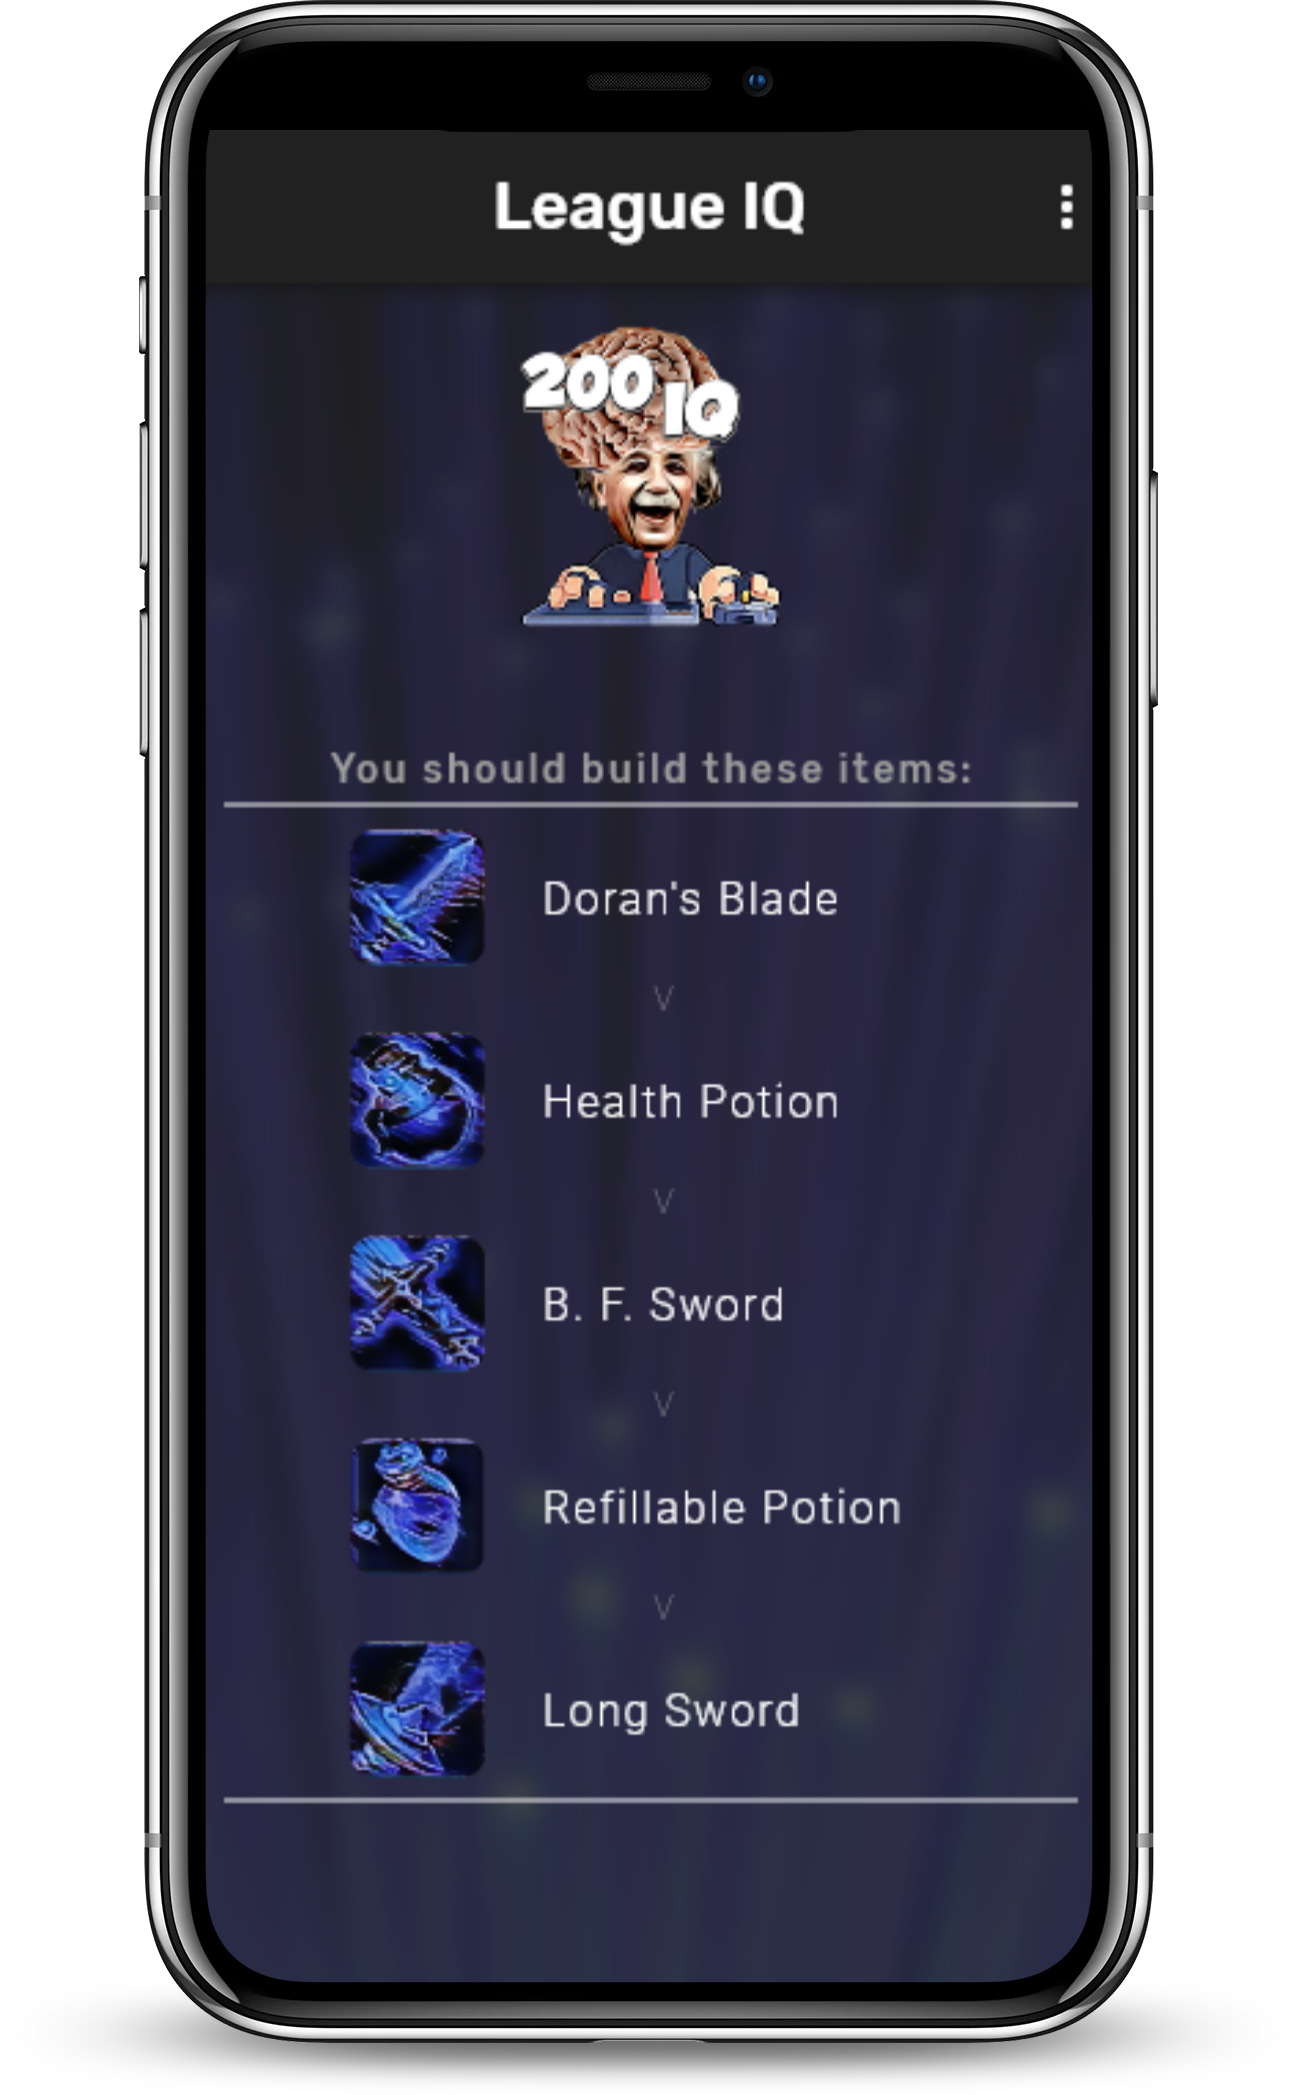 League IQ
200
IQ
You should build these items:
Doran's Blade
V
Health Potion
V
B. F. Sword
V
Refillable Potion
V
Long Sword